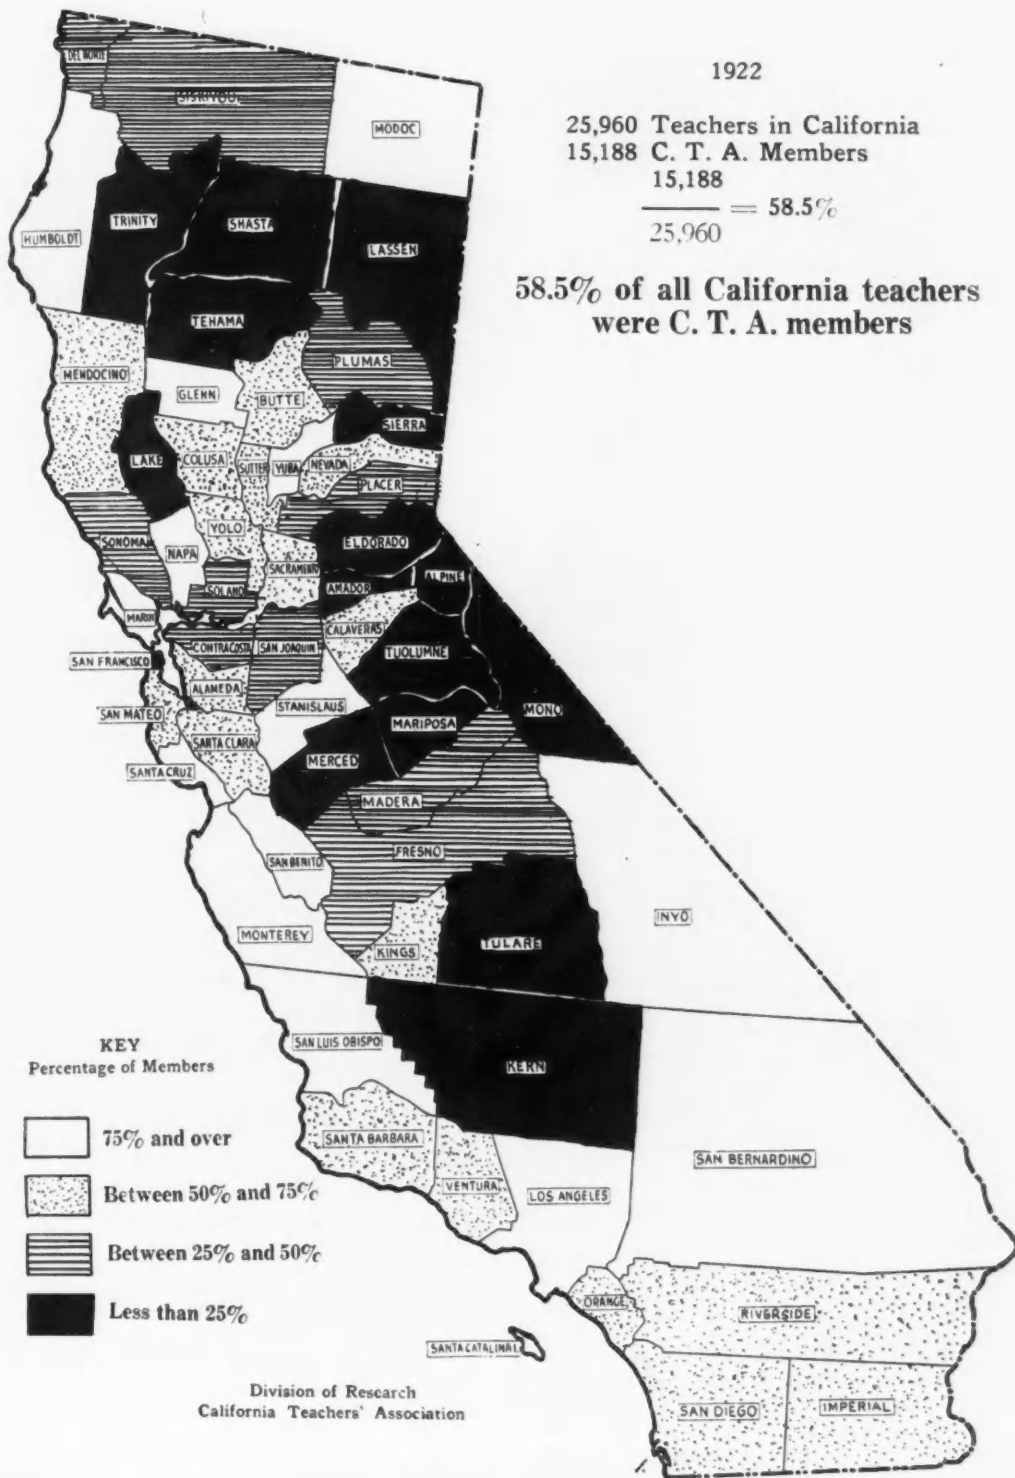 1922
25,960 Teachers in California
15,188 C. T. A. Members
15,188
= 58.5%
25,960
58.5% of all California teachers
were C. T. A. members
DEL NORTE
SISKIYOU
MODOC
HUMBOLDT
TRINITY
SHASTA
LASSEN
TEHAMA
PLUMAS
MENDOCINO
GLENN
BUTTE
SIERRA
LAKE
COLUSA
SUTTER
YUBA
NEVADA
PLACER
YOLO
SONOMA
NAPA
ELDORADO
SACRAMENTO
SOLANO
AMADOR
ALPINE
MARIN
CALAVERAS
CONTRACOSTA
SAN JOAQUIN
TUOLUMNE
SAN FRANCISCO
ALAMEDA
STANISLAUS
SAN MATEO
MARIPOSA
MONO
SANTA CLARA
MERCED
SANTA CRUZ
MADERA
FRESNO
SAN BENITO
INYO
MONTEREY
KINGS
TULARE
SAN LUIS OBISPO
KERN
SANTA BARBARA
SAN BERNARDINO
VENTURA
LOS ANGELES
ORANGE
RIVERSIDE
SANTA CATALINA I.
SAN DIEGO
IMPERIAL
KEY
Percentage of Members
75% and over
Between 50% and 75%
Between 25% and 50%
Less than 25%
Division of Research
California Teachers' Association